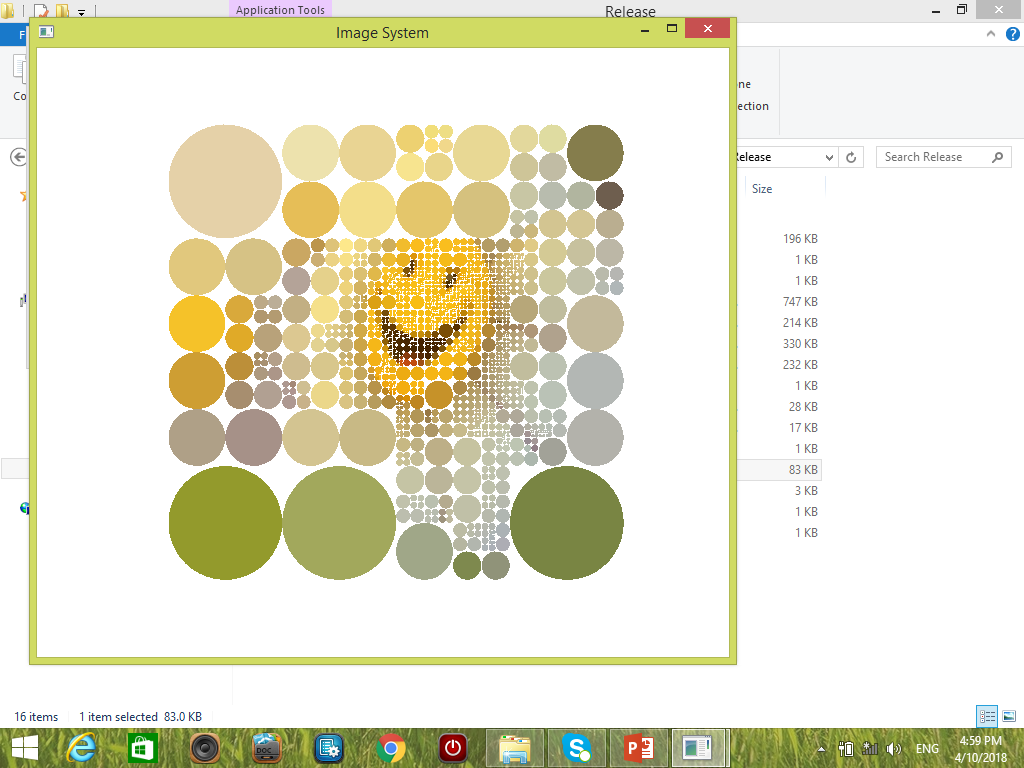 Application Tools
Release
F
Image System
Co
ne
ection
Release
Search Release
Size
196 KB
1 KB
1 KB
747 KB
214 KB
330 KB
232 KB
1 KB
28 KB
17 KB
1 KB
83 KB
3 KB
1 KB
1 KB
16 items 1 item selected 83.0 KB
DOC
ENG
4:59 PM
4/10/2018